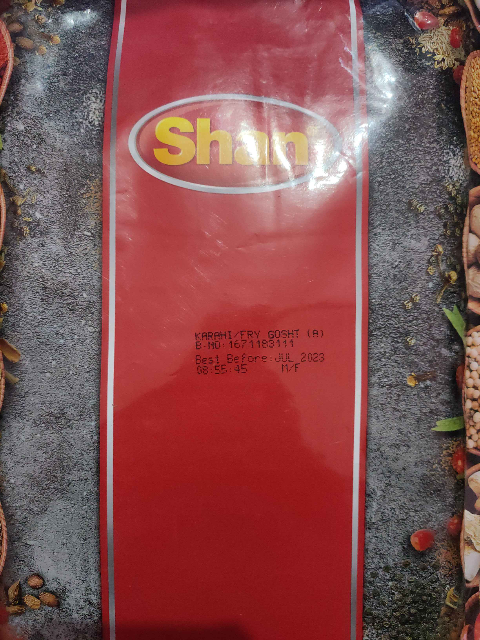 Shan
KARAHI/FRY GOSHT (A)
B.NO: 1671183111
Best Before:JUL 2023
08:55:45 M/F